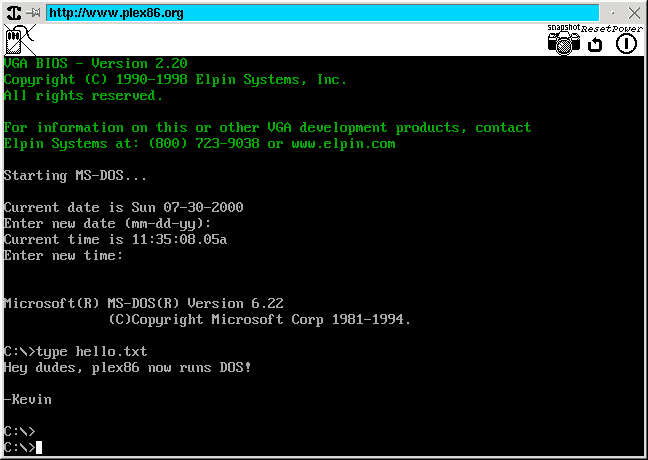 http://www.plex86.org
snapshot Reset Power
VGA BIOS - Version 2.20
Copyright (C) 1990-1998 Elpin Systems, Inc.
All rights reserved.
For information on this or other VGA development products, contact
Elpin Systems at: (800) 723-9038 or www.elpin.com
Starting MS-DOS...
Current date is Sun 07-30-2000
Enter new date (mm-dd-yy):
Current time is 11:35:08.05a
Enter new time:
Microsoft(R) MS-DOS(R) Version 6.22
(C)Copyright Microsoft Corp 1981-1994.
C:\>type hello.txt
Hey dudes, plex86 now runs DOS!
-Kevin
C:\>
C:\>